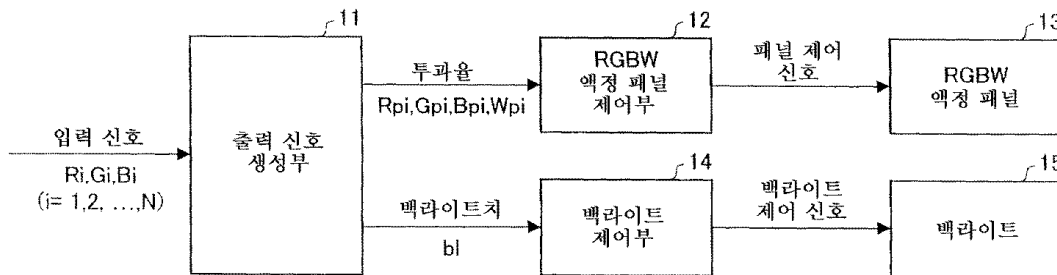 11
12
13
입력 신호
Ri,Gi,Bi
(i= 1,2, …,N)
출력 신호
생성부
투과율
Rpi,Gpi,Bpi,Wpi
RGBW
액정 패널
제어부
패널 제어
신호
RGBW
액정 패널
14
15
백라이트치
bl
백라이트
제어부
백라이트
제어 신호
백라이트